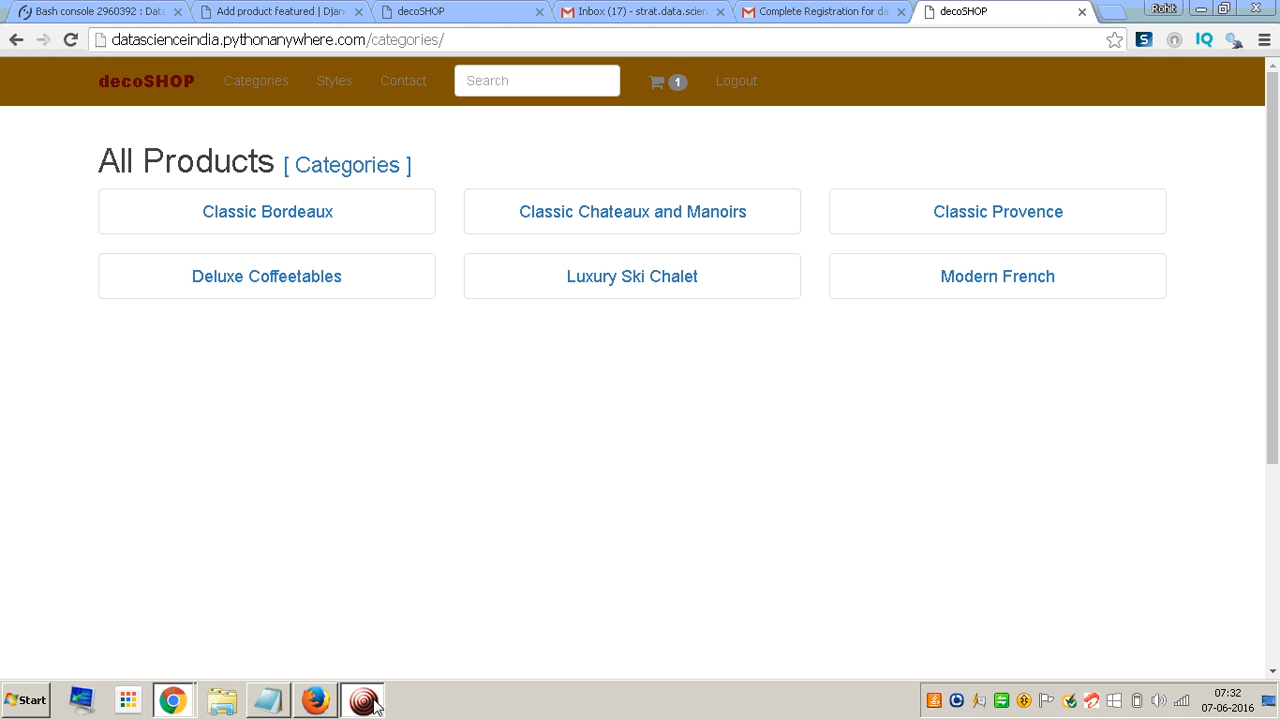 Bash console 2960392 : Data
Add product featured | Djan
decoSHOP
Inbox (17) - strat.data.scien
Complete Registration for da
decoSHOP
Rohit
datascienceindia.pythonanywhere.com/categories/
S
IQ
decoSHOP
Categories
Styles
Contact
Search
1
Logout
All Products [ Categories ]
Classic Bordeaux
Classic Chateaux and Manoirs
Classic Provence
Deluxe Coffeetables
Luxury Ski Chalet
Modern French
Start
07:32
07-06-2016